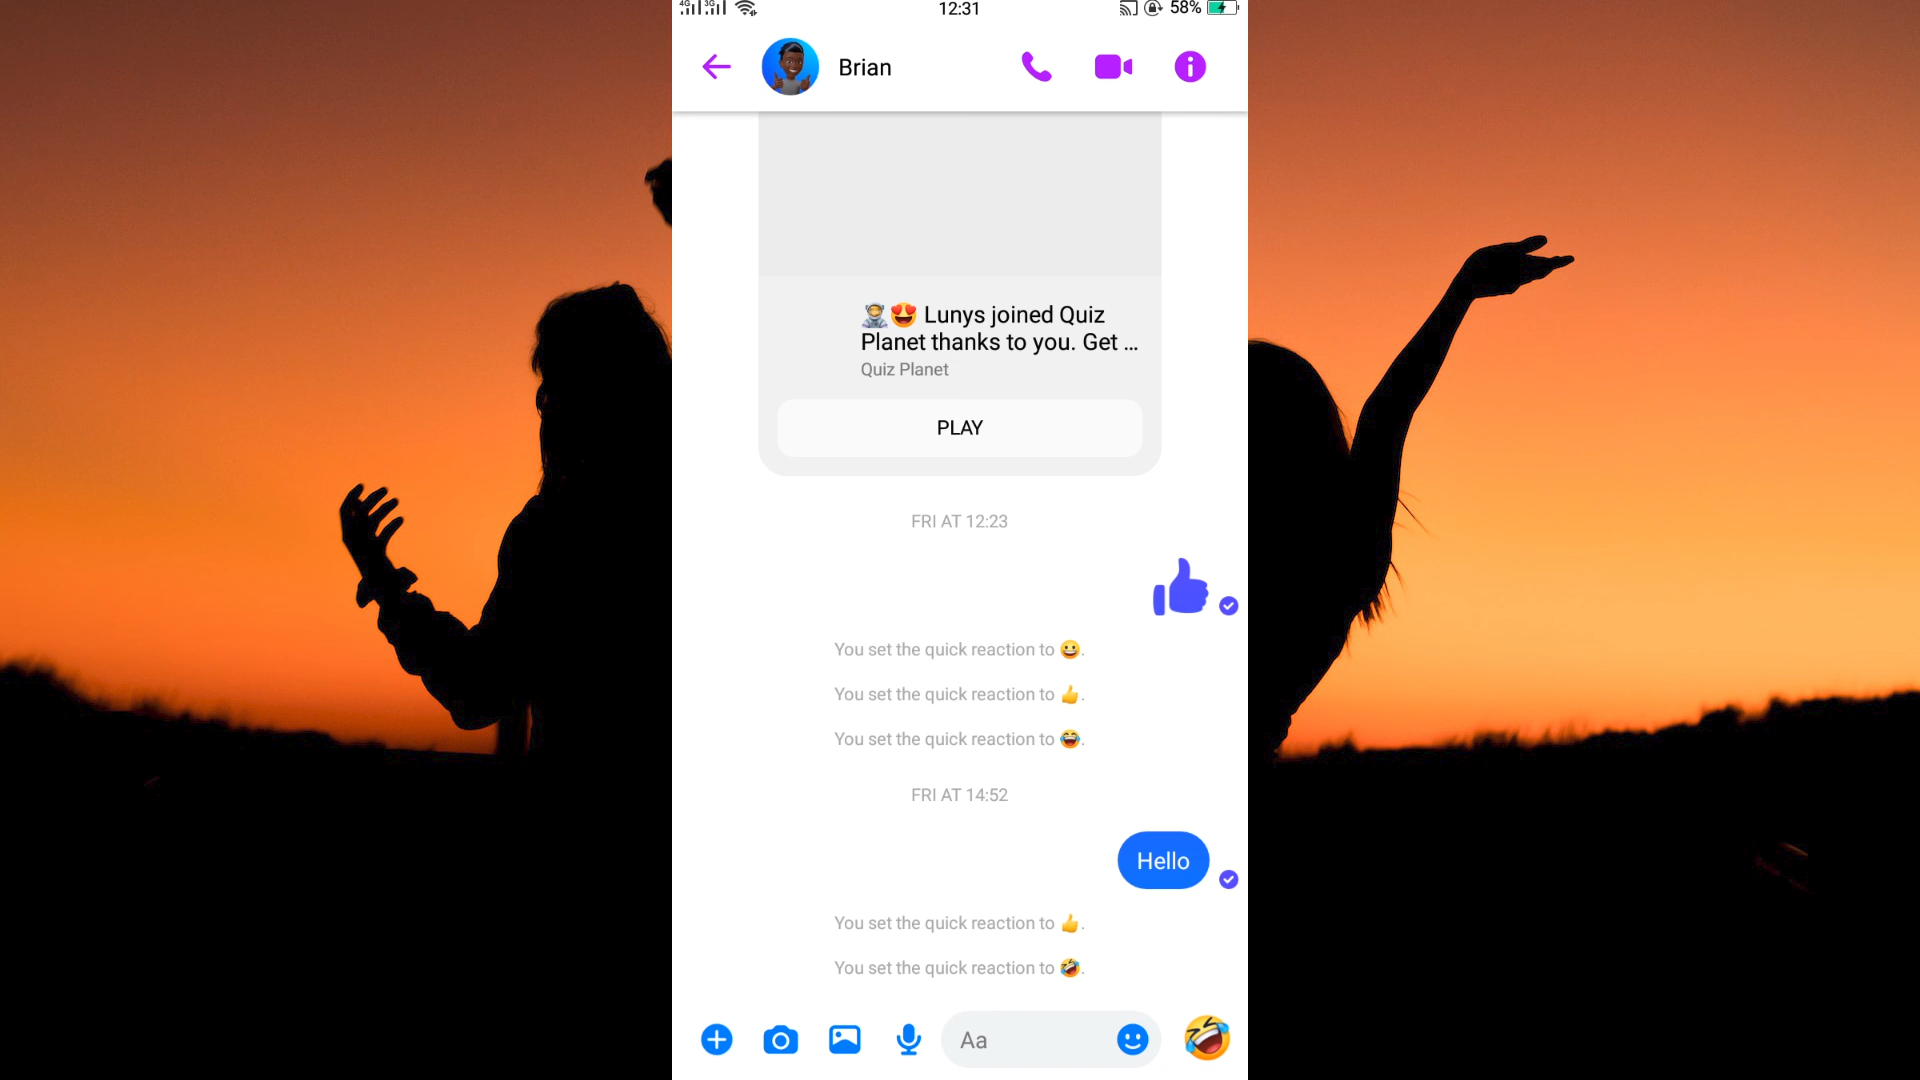 4G 3G 12:31 58%
Brian
🧑‍🚀😍 Lunys joined Quiz
Planet thanks to you. Get ...
Quiz Planet
PLAY
FRI AT 12:23
You set the quick reaction to 😀.
You set the quick reaction to 👍.
You set the quick reaction to 😂.
FRI AT 14:52
Hello
You set the quick reaction to 👍.
You set the quick reaction to 🤣.
Aa